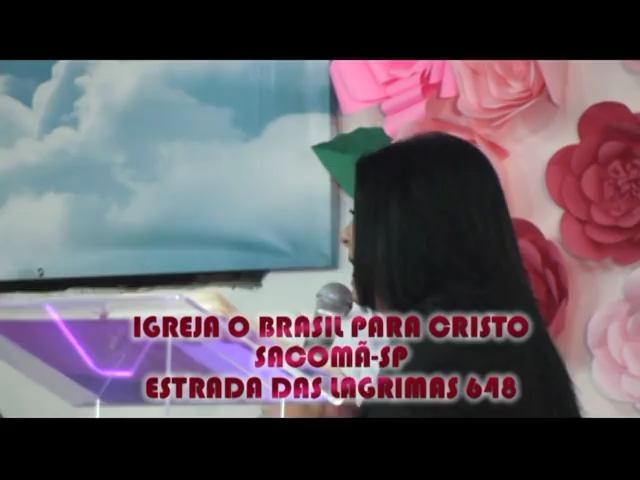 IGREJA O BRASIL PARA CRISTO
SACOMÃ-SP
ESTRADA DAS LAGRIMAS 648